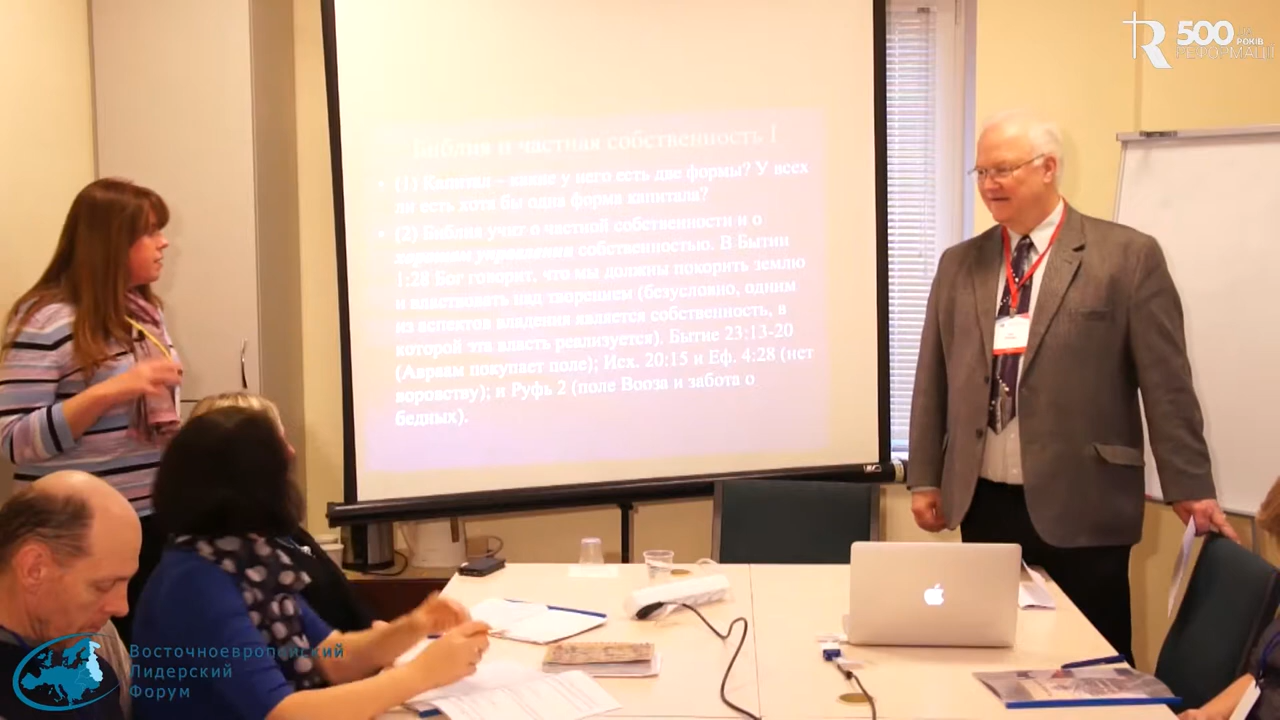 500
РОКІВ
РЕФОРМАЦІЇ
Библия и частная собственность I
• (1) Капитал – какие у него есть две формы? У всех
ли есть хотя бы одна форма капитала?
• (2) Библия учит о частной собственности и о
хорошем управлении собственностью. В Бытии
1:28 Бог говорит, что мы должны покорить землю
и властвовать над творением (безусловно, одним
из аспектов владения является собственность, в
которой эта власть реализуется), Бытие 23:13-20
(Авраам покупает поле); Исх. 20:15 и Еф. 4:28 (нет
воровству); и Руфь 2 (поле Вооза и забота о
бедных).
Восточноевропейский
Лидерский
Форум